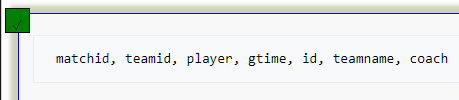 matchid, teamid, player, gtime, id, teamname, coach